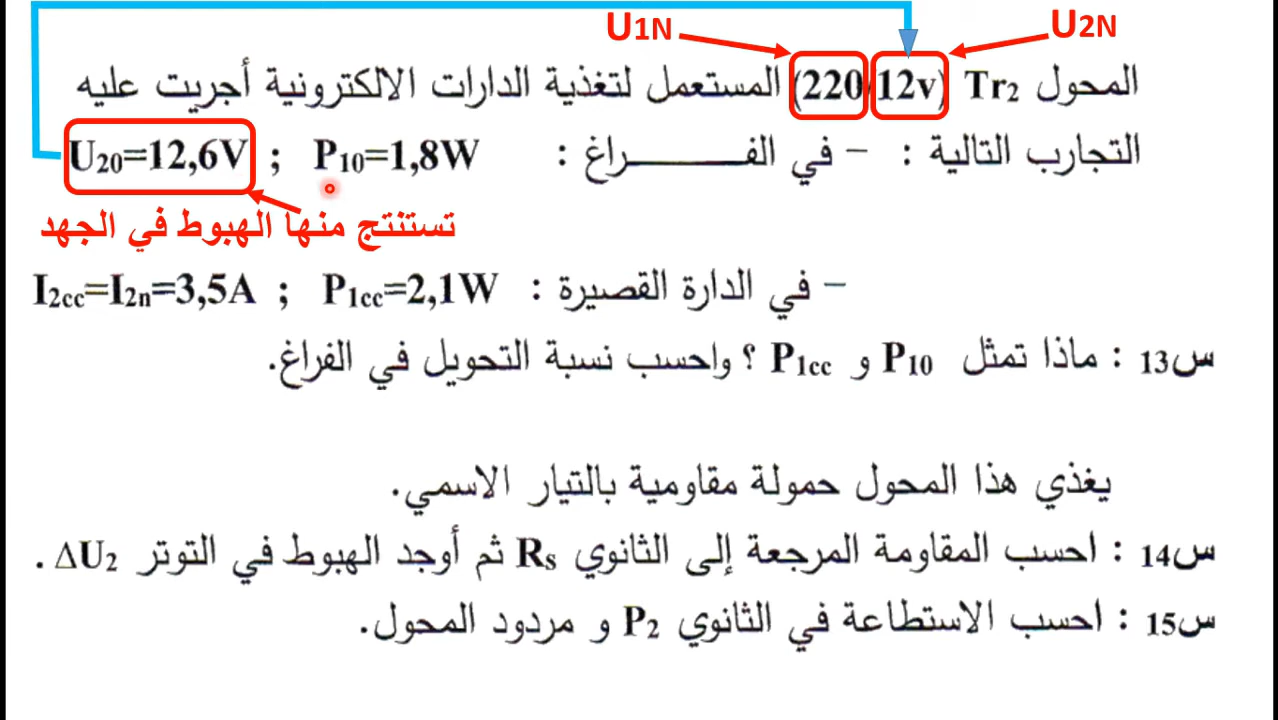 U1N
U2N
المحول Tr2 (220/12v) المستعمل لتغذية الدارات الالكترونية أجريت عليه
التجارب التالية : – في الفـــــــــراغ : P10=1,8W ; U20=12,6V
تستنتج منها الهبوط في الجهد
– في الدارة القصيرة : P1cc=2,1W ; I2cc=I2n=3,5A
س13 : ماذا تمثل P10 و P1cc ؟ واحسب نسبة التحويل في الفراغ.
يغذي هذا المحول حمولة مقاومية بالتيار الاسمي.
س14 : احسب المقاومة المرجعة إلى الثانوي Rs ثم أوجد الهبوط في التوتر ΔU2 .
س15 : احسب الاستطاعة في الثانوي P2 و مردود المحول.